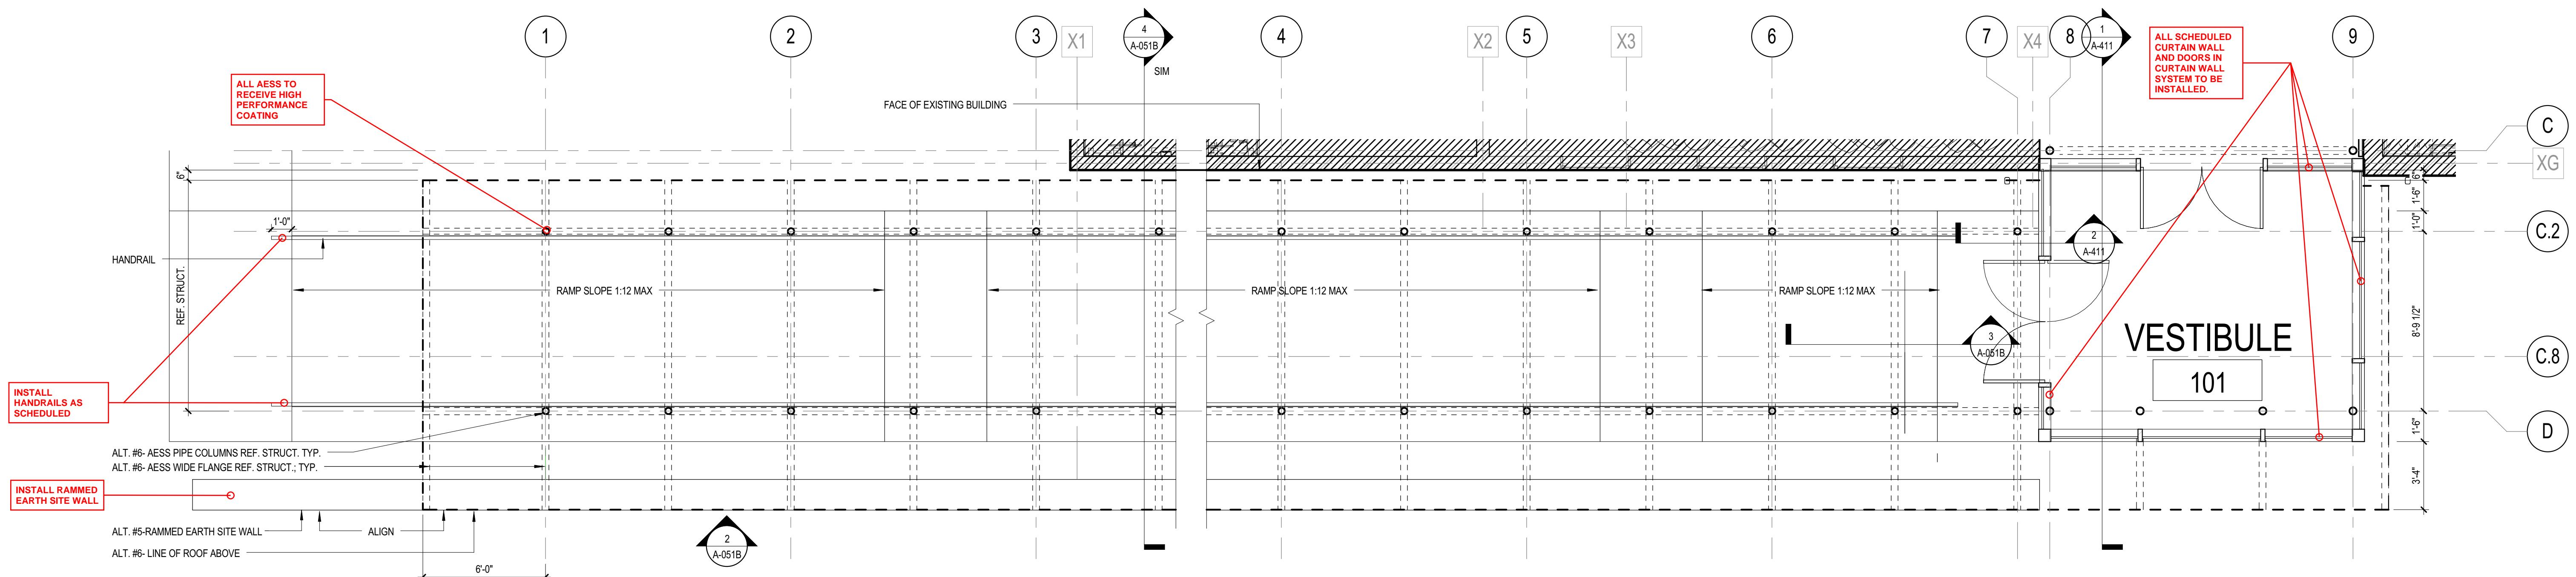 1
2
3
X1
4
A-051B
SIM
4
X2
5
X3
6
7
X4
8
1
A-411
9
ALL SCHEDULED
CURTAIN WALL
AND DOORS IN
CURTAIN WALL
SYSTEM TO BE
INSTALLED.
ALL AESS TO
RECEIVE HIGH
PERFORMANCE
COATING
FACE OF EXISTING BUILDING
C
XG
6"
6"
1'-6"
1'-0"
C.2
1'-0"
HANDRAIL
REF. STRUCT.
RAMP SLOPE 1:12 MAX
RAMP SLOPE 1:12 MAX
RAMP SLOPE 1:12 MAX
2
A-411
3
A-051B
VESTIBULE
101
8'-9 1/2"
C.8
INSTALL
HANDRAILS AS
SCHEDULED
1'-6"
D
ALT. #6- AESS PIPE COLUMNS REF. STRUCT. TYP.
ALT. #6- AESS WIDE FLANGE REF. STRUCT.; TYP.
3'-4"
INSTALL RAMMED
EARTH SITE WALL
ALT. #5-RAMMED EARTH SITE WALL
ALIGN
2
A-051B
ALT. #6- LINE OF ROOF ABOVE
6'-0"